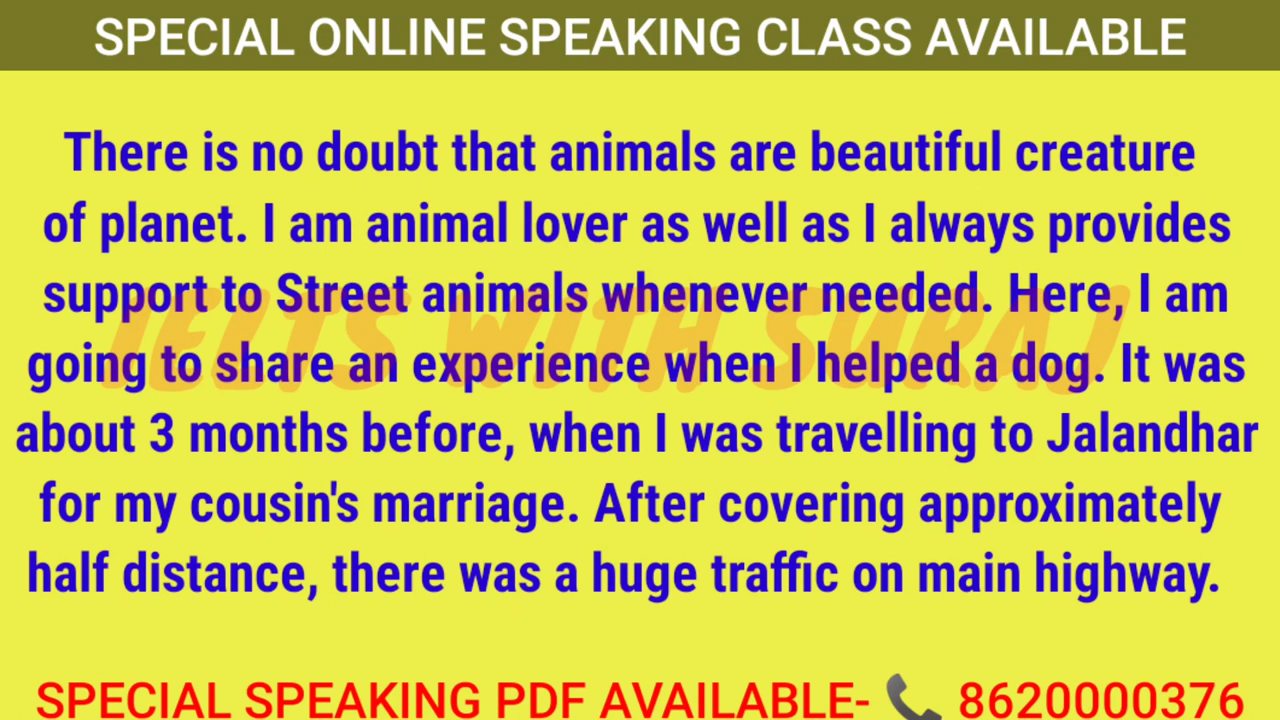 SPECIAL ONLINE SPEAKING CLASS AVAILABLE
There is no doubt that animals are beautiful creature
of planet. I am animal lover as well as I always provides
support to Street animals whenever needed. Here, I am
IELTS WITH SURAJ
going to share an experience when I helped a dog. It was
about 3 months before, when I was travelling to Jalandhar
for my cousin's marriage. After covering approximately
half distance, there was a huge traffic on main highway.
SPECIAL SPEAKING PDF AVAILABLE- 📞 8620000376